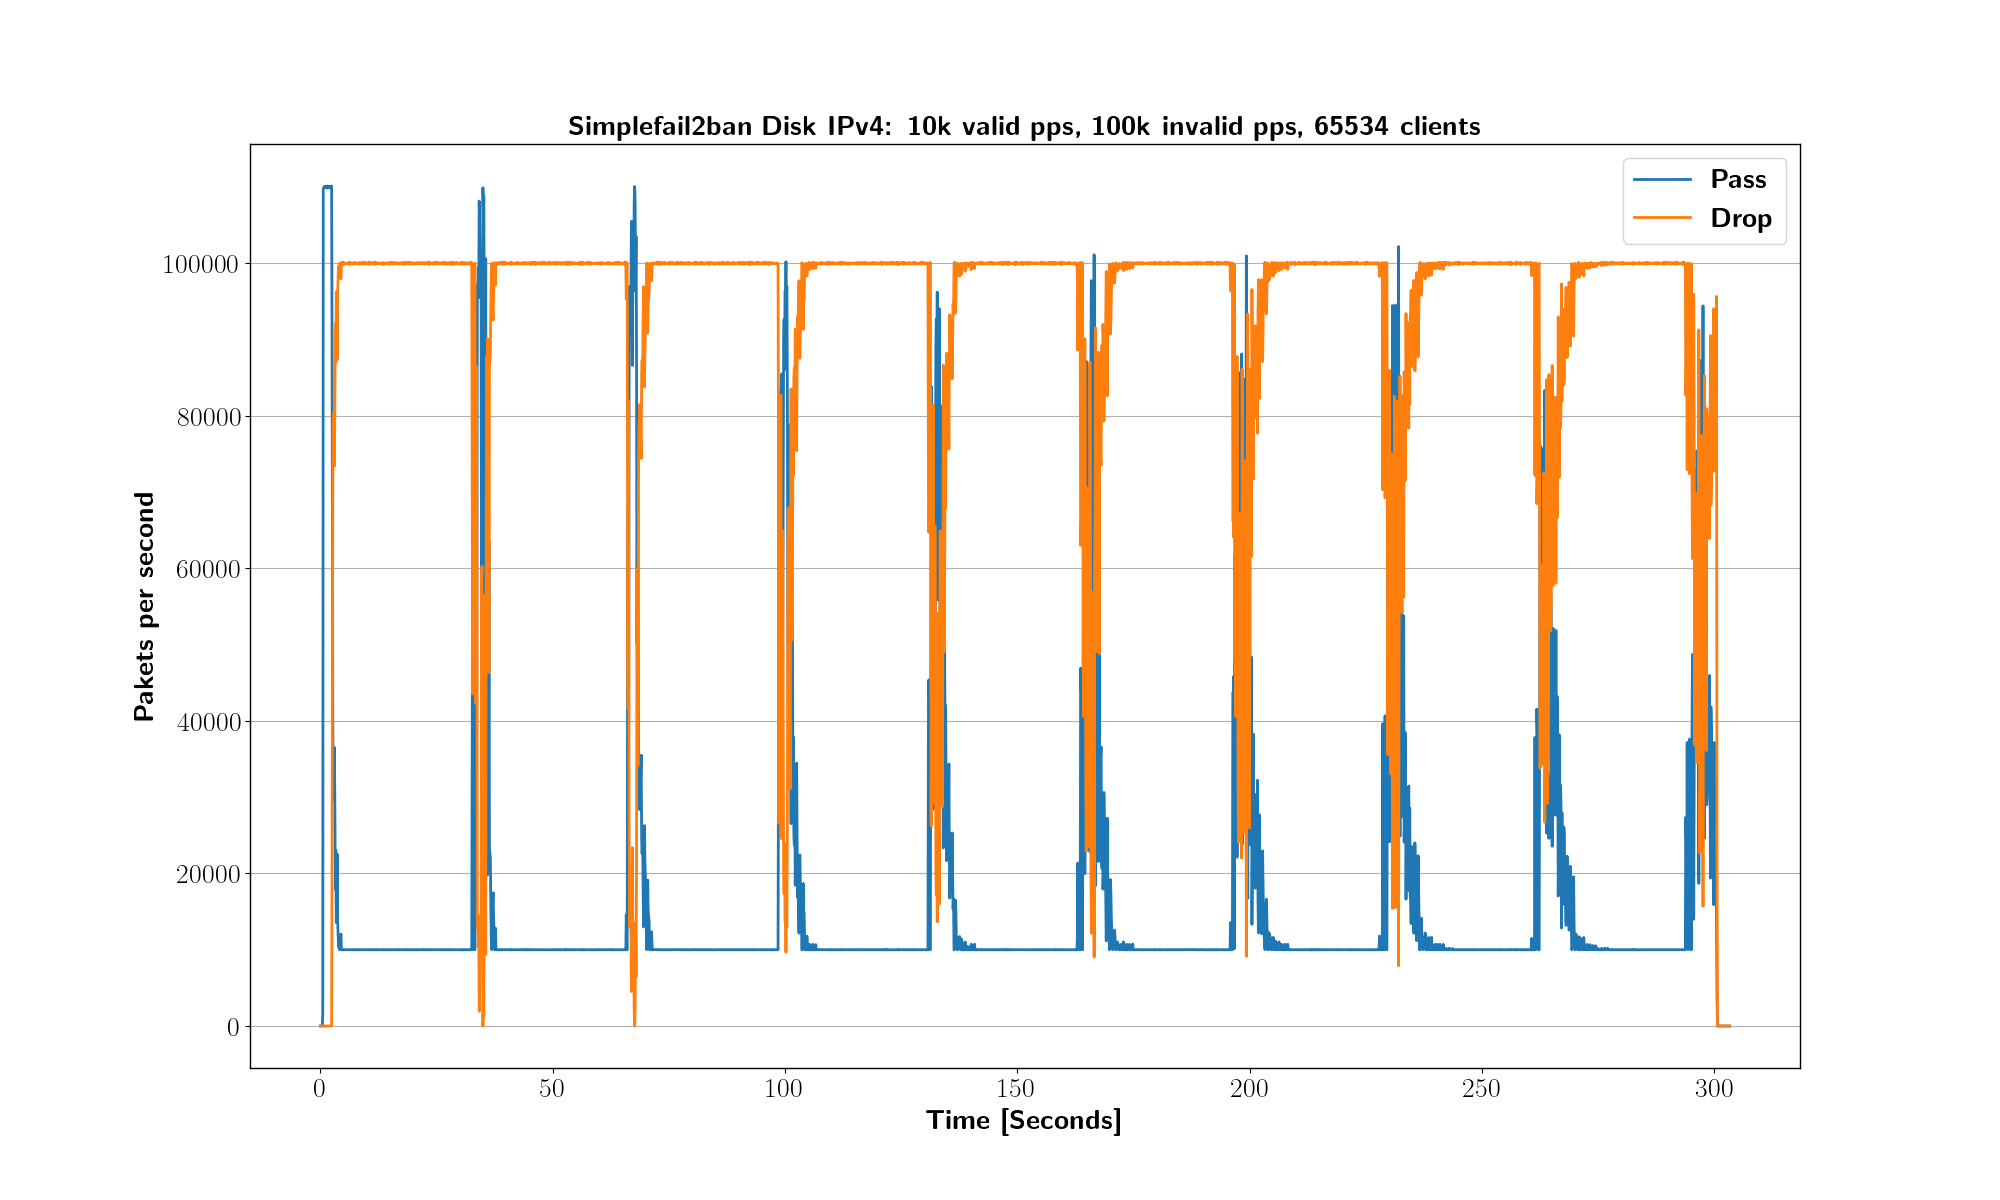 Simplefail2ban Disk IPv4: 10k valid pps, 100k invalid pps, 65534 clients
Pass
Drop
100000
80000
60000
40000
20000
0
Pakets per second
0 50 100 150 200 250 300
Time [Seconds]